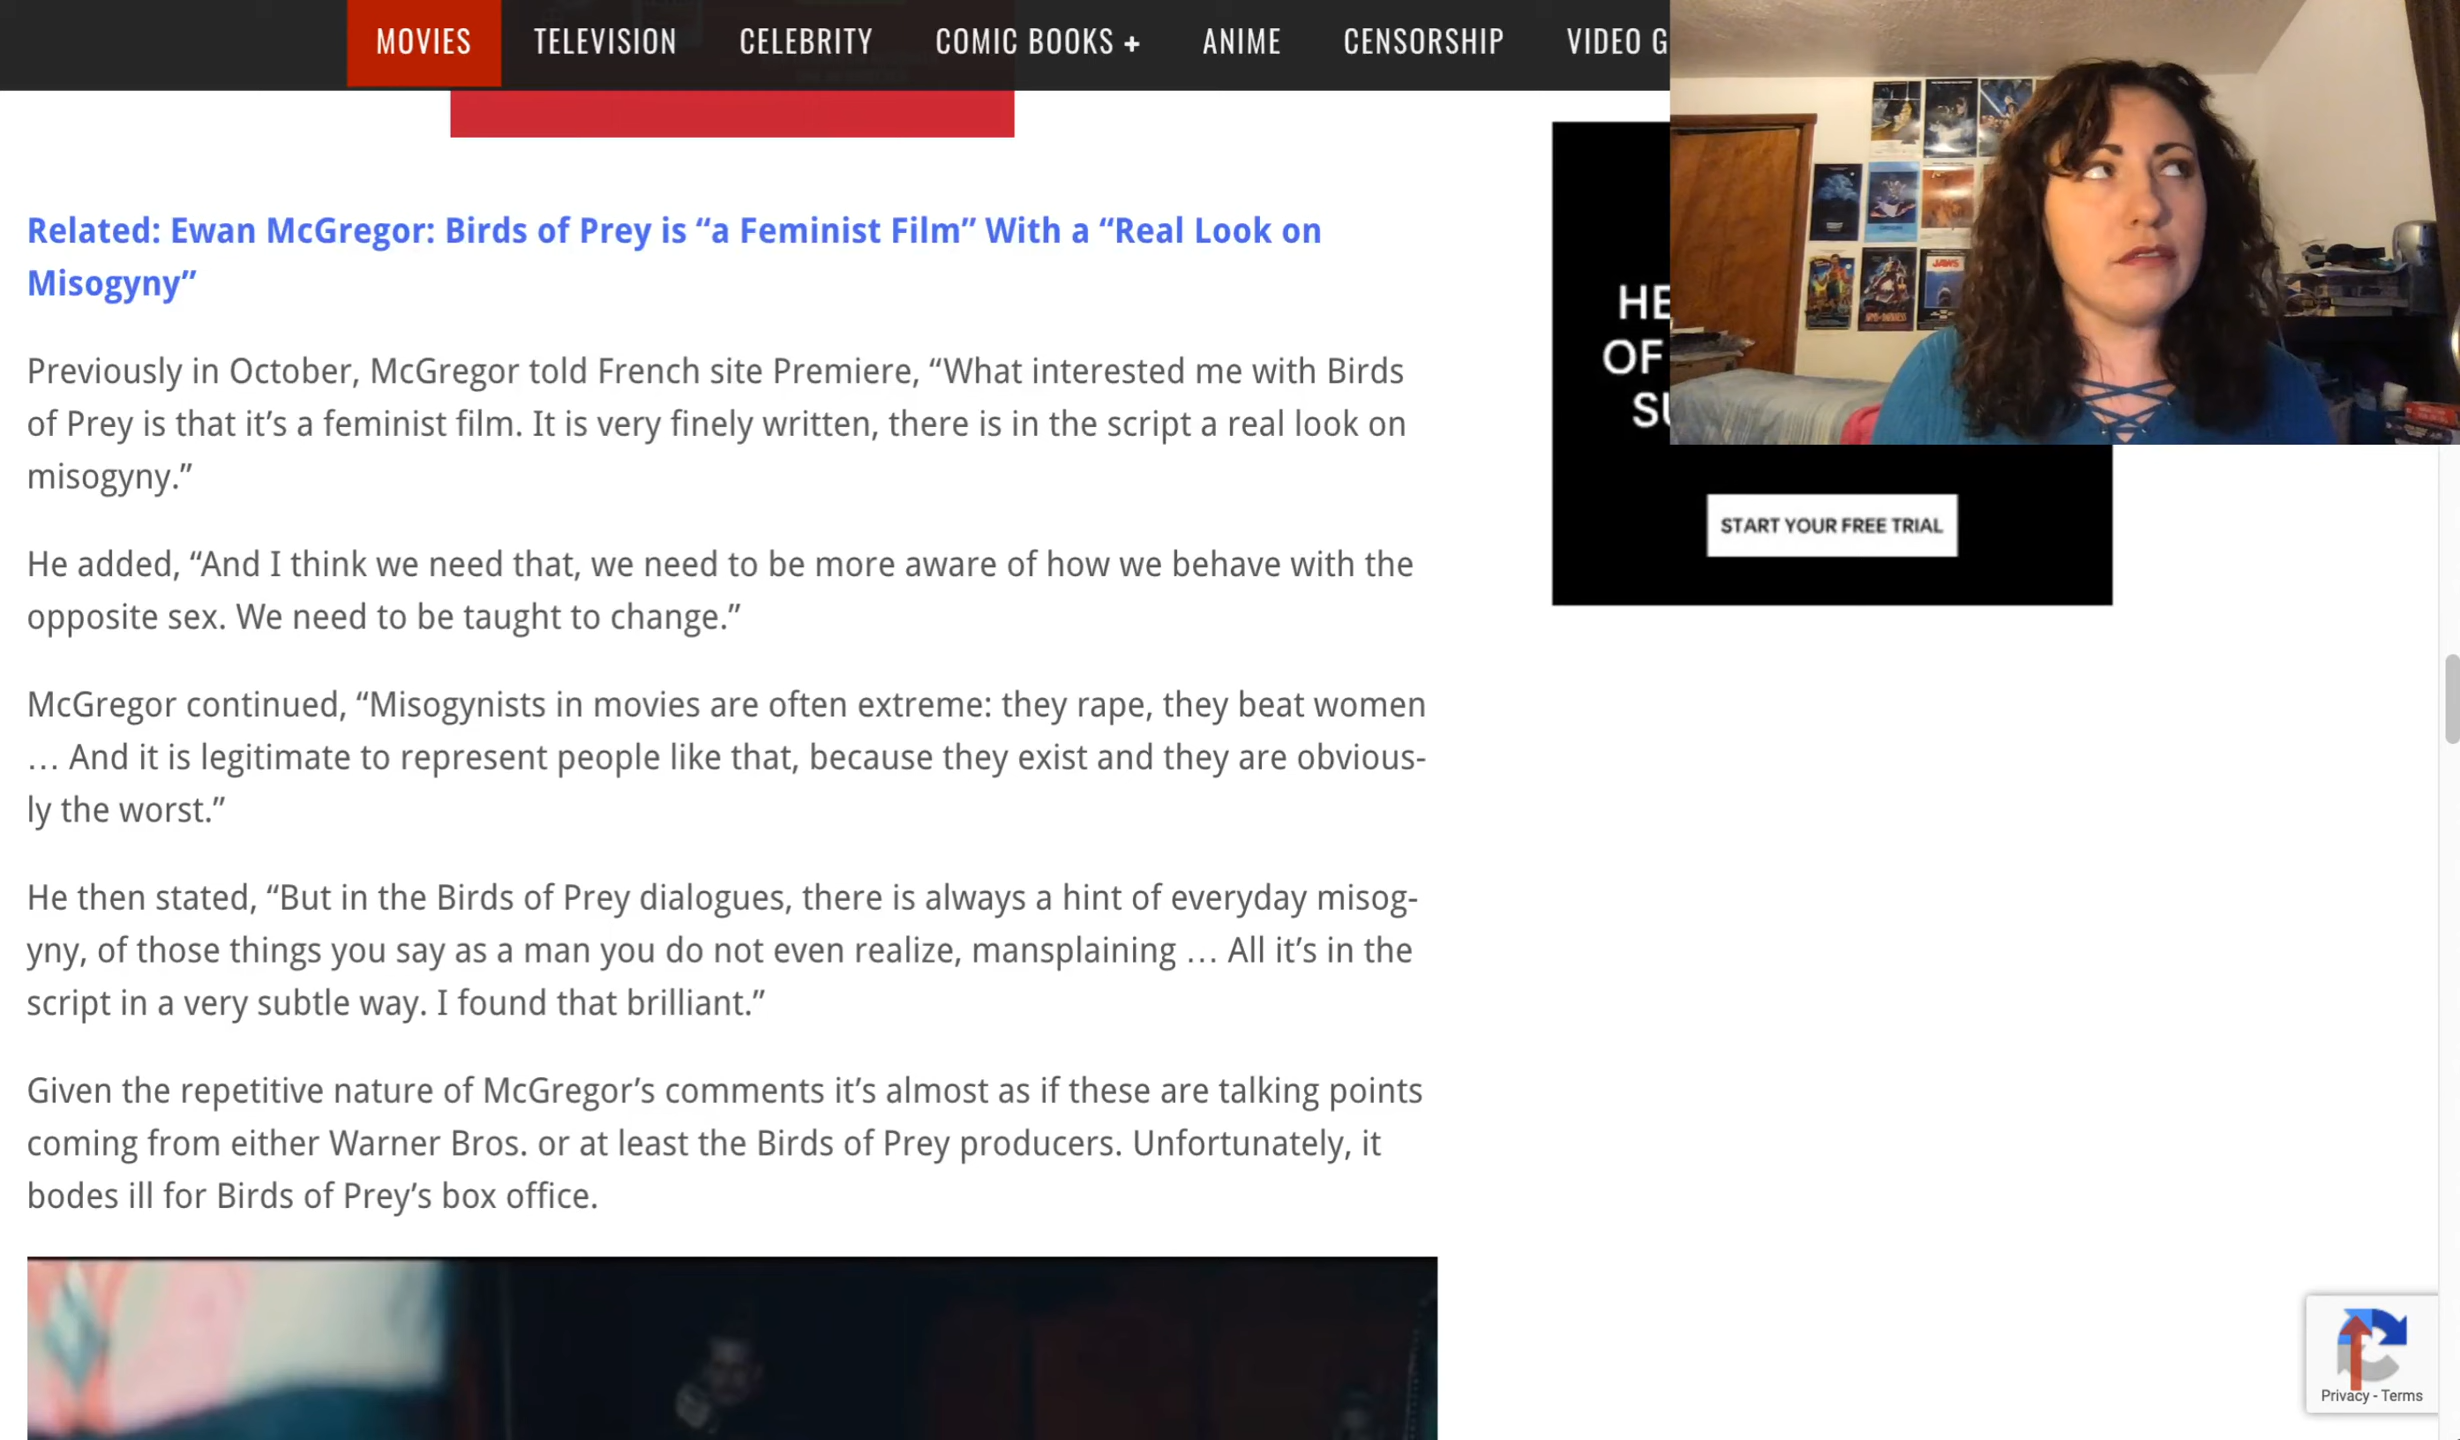 MOVIES TELEVISION CELEBRITY COMIC BOOKS + ANIME CENSORSHIP VIDEO G
Related: Ewan McGregor: Birds of Prey is “a Feminist Film” With a “Real Look on
Misogyny”
Previously in October, McGregor told French site Premiere, “What interested me with Birds
of Prey is that it’s a feminist film. It is very finely written, there is in the script a real look on
misogyny.”
He added, “And I think we need that, we need to be more aware of how we behave with the
opposite sex. We need to be taught to change.”
McGregor continued, “Misogynists in movies are often extreme: they rape, they beat women
… And it is legitimate to represent people like that, because they exist and they are obvious-
ly the worst.”
He then stated, “But in the Birds of Prey dialogues, there is always a hint of everyday misog-
yny, of those things you say as a man you do not even realize, mansplaining … All it’s in the
script in a very subtle way. I found that brilliant.”
Given the repetitive nature of McGregor’s comments it’s almost as if these are talking points
coming from either Warner Bros. or at least the Birds of Prey producers. Unfortunately, it
bodes ill for Birds of Prey’s box office.
HE
OF
SU
START YOUR FREE TRIAL
JAWS
Privacy - Terms